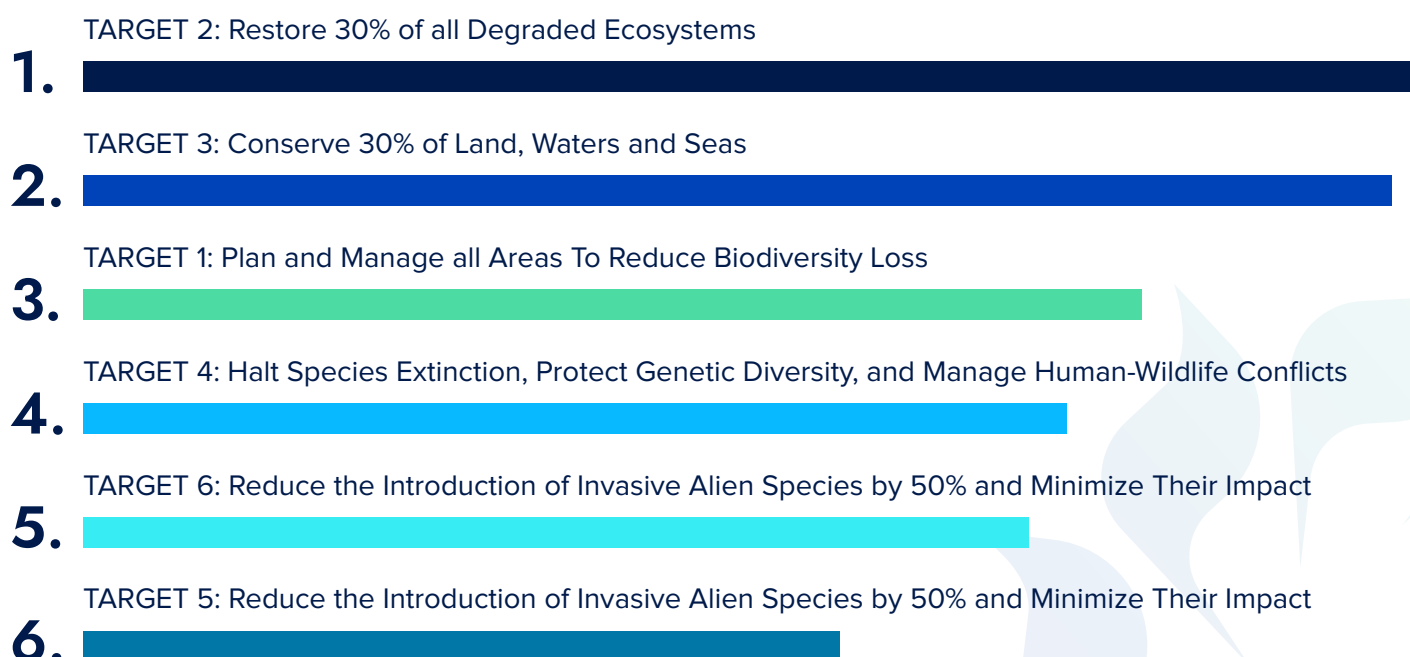 TARGET 2: Restore 30% of all Degraded Ecosystems
1.
TARGET 3: Conserve 30% of Land, Waters and Seas
2.
TARGET 1: Plan and Manage all Areas To Reduce Biodiversity Loss
3.
TARGET 4: Halt Species Extinction, Protect Genetic Diversity, and Manage Human-Wildlife Conflicts
4.
TARGET 6: Reduce the Introduction of Invasive Alien Species by 50% and Minimize Their Impact
5.
TARGET 5: Reduce the Introduction of Invasive Alien Species by 50% and Minimize Their Impact
6.